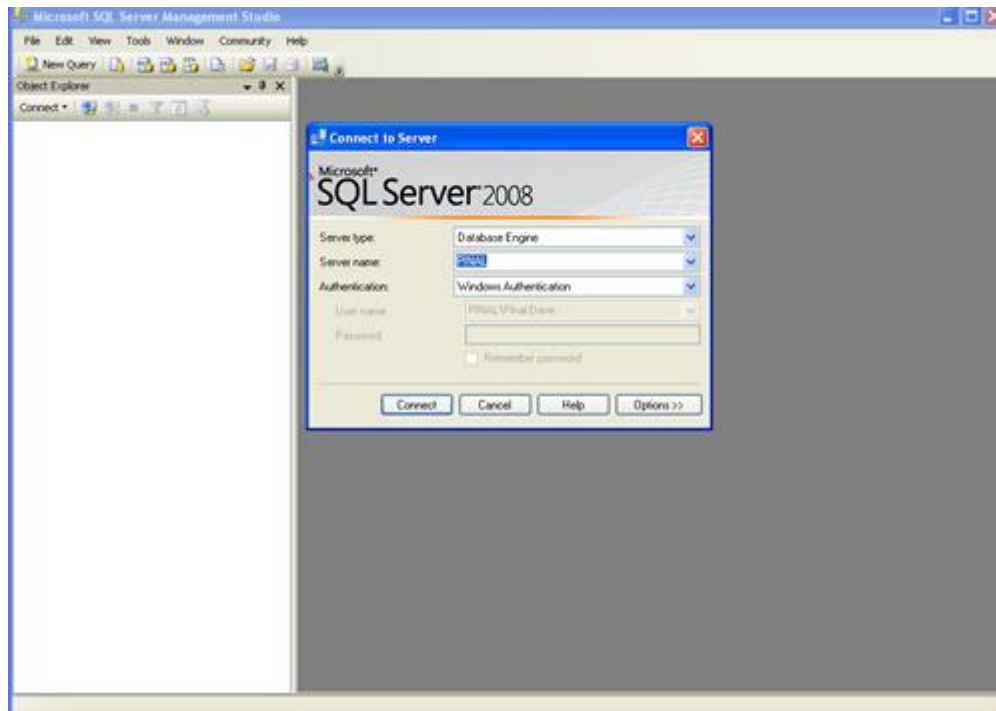 Microsoft SQL Server Management Studio
File Edit View Tools Window Community Help
New Query
Object Explorer
Connect
Connect to Server
Microsoft
SQL Server 2008
Server type: Database Engine
Server name: PINAL
Authentication: Windows Authentication
User name:
Password:
Remember password
Connect Cancel Help Options >>